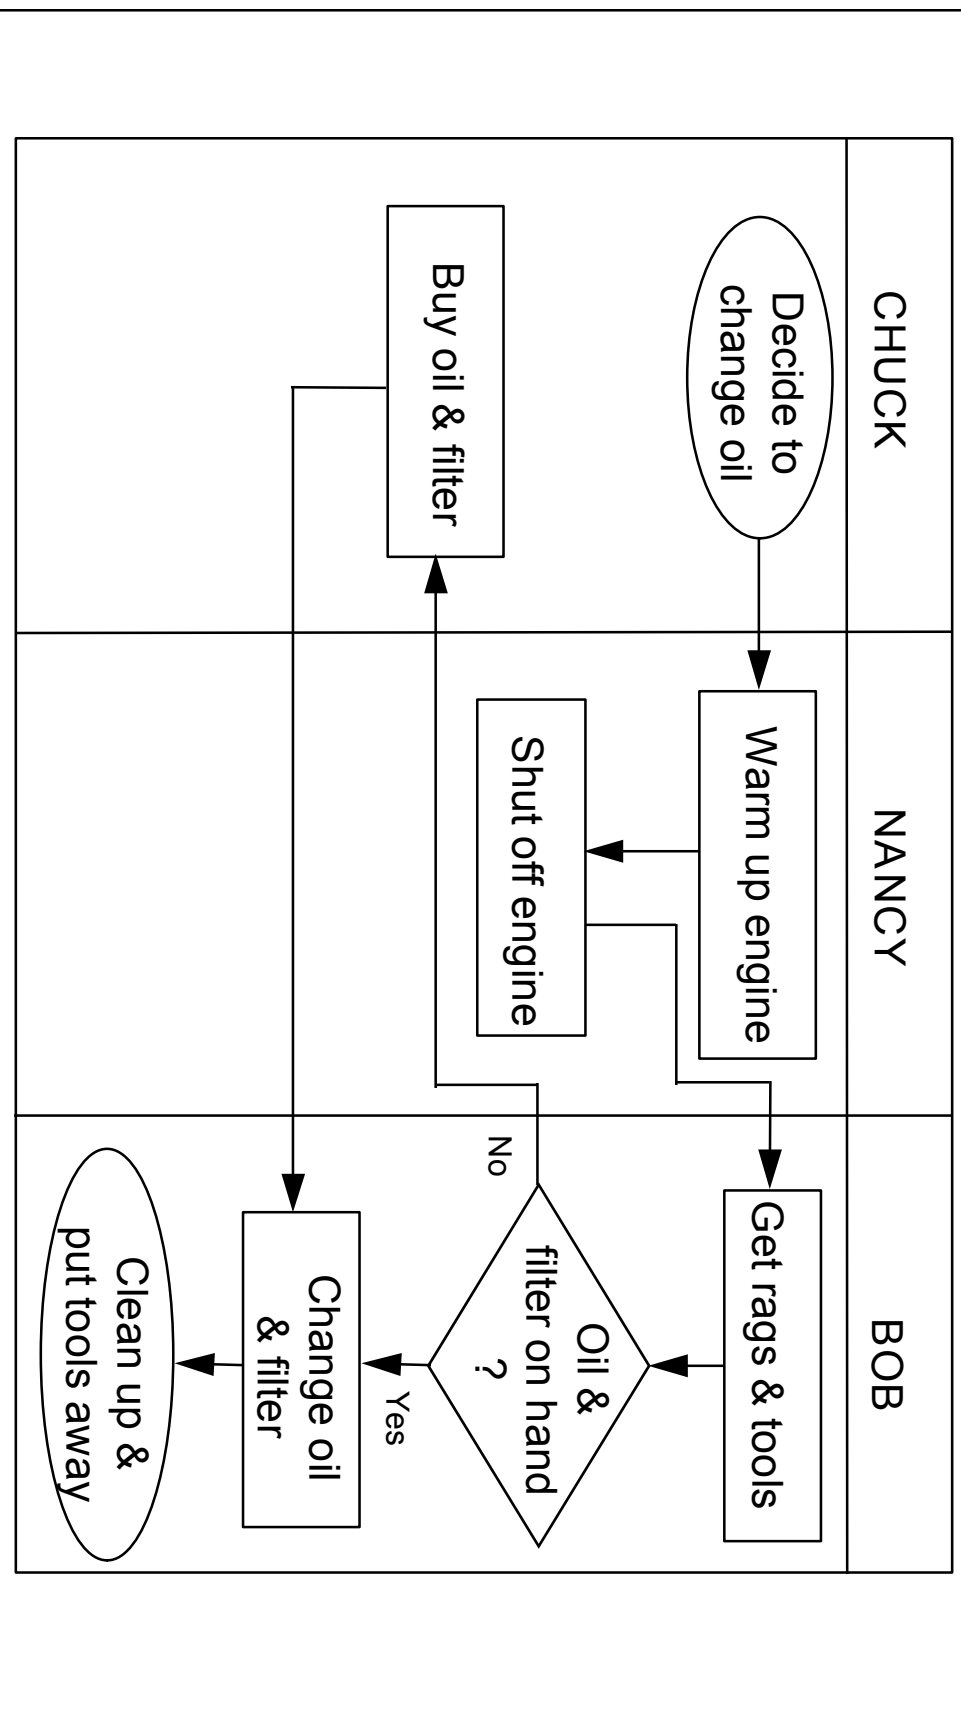 CHUCK
NANCY
BOB
Decide to
change oil
Warm up engine
Get rags & tools
Shut off engine
Oil &
filter on hand
?
No
Yes
Buy oil & filter
Change oil
& filter
Clean up &
put tools away